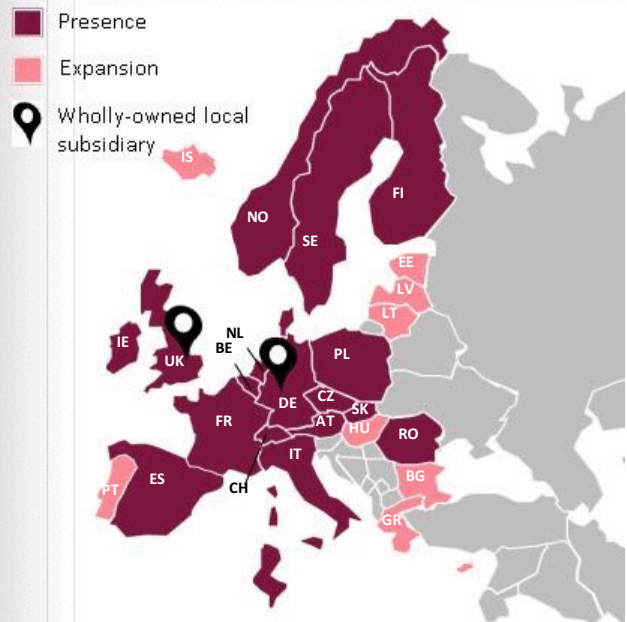 Presence
Expansion
Wholly-owned local
subsidiary
IS
NO
FI
SE
EE
LV
LT
NL
BE
IE
UK
PL
DE
CZ
SK
FR
AT
HU
RO
IT
ES
PT
CH
BG
GR